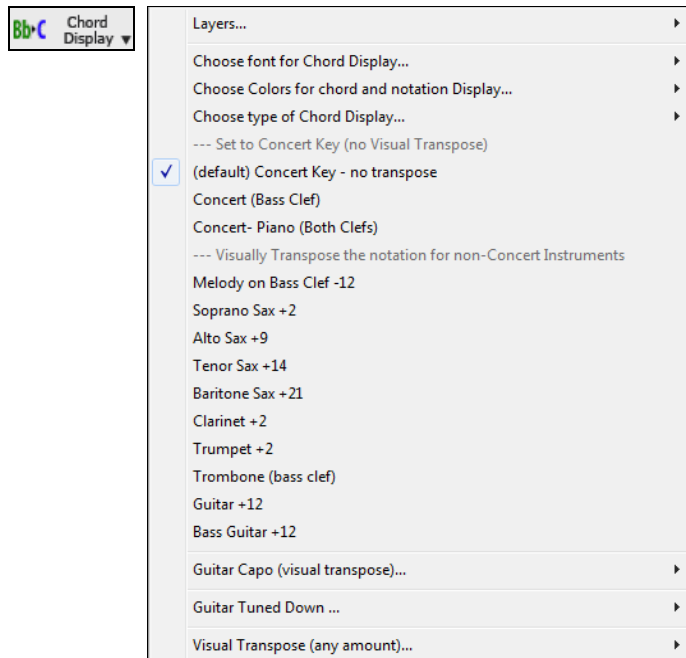 Bb▸C Chord
Display ▼
Layers...
Choose font for Chord Display...
Choose Colors for chord and notation Display...
Choose type of Chord Display...
--- Set to Concert Key (no Visual Transpose)
(default) Concert Key - no transpose
Concert (Bass Clef)
Concert- Piano (Both Clefs)
--- Visually Transpose the notation for non-Concert Instruments
Melody on Bass Clef -12
Soprano Sax +2
Alto Sax +9
Tenor Sax +14
Baritone Sax +21
Clarinet +2
Trumpet +2
Trombone (bass clef)
Guitar +12
Bass Guitar +12
Guitar Capo (visual transpose)...
Guitar Tuned Down ...
Visual Transpose (any amount)...